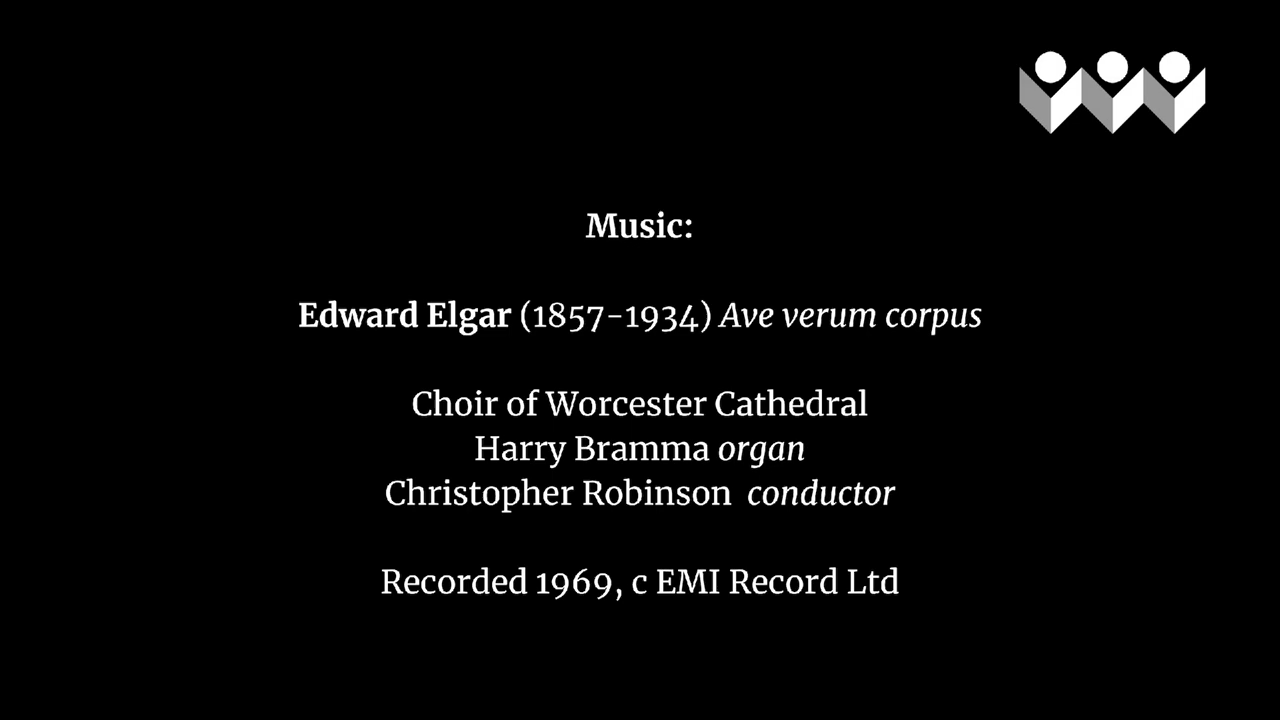 Music:
Edward Elgar (1857-1934) Ave verum corpus
Choir of Worcester Cathedral
Harry Bramma organ
Christopher Robinson conductor
Recorded 1969, c EMI Record Ltd